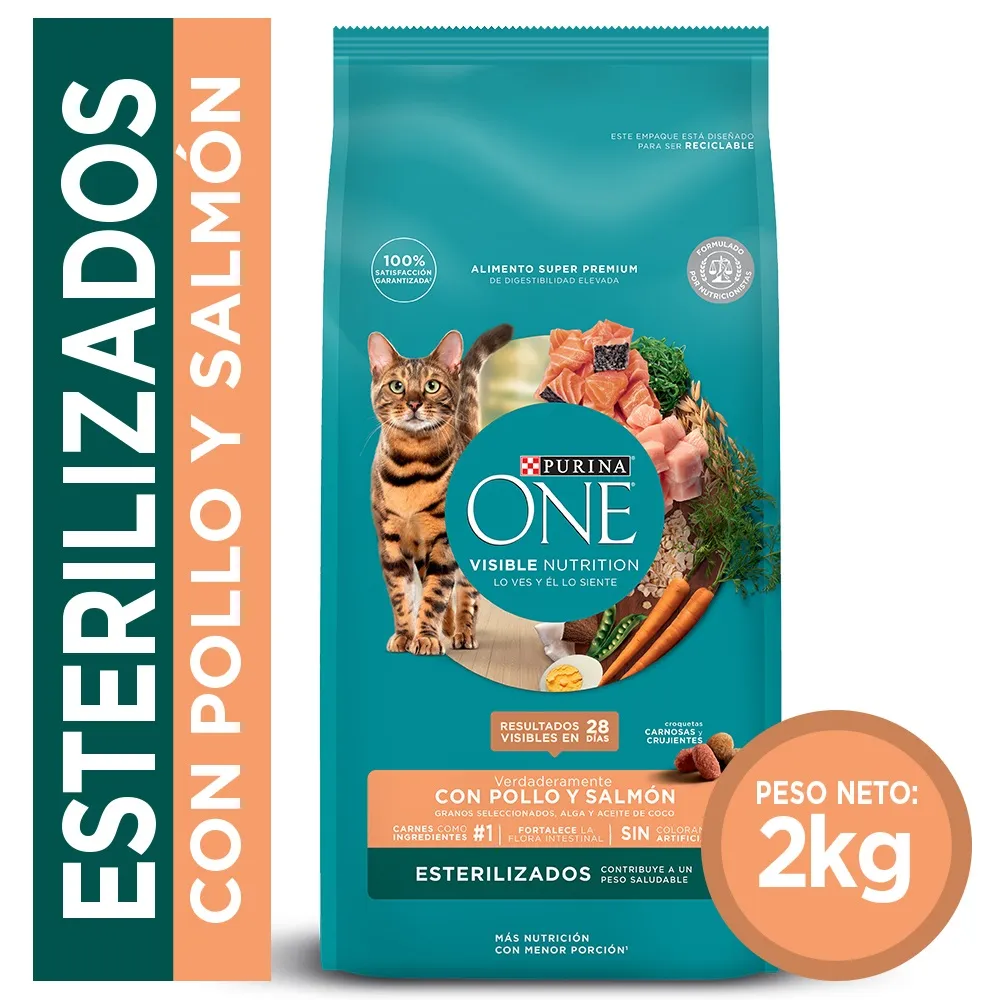 ESTERILIZADOS
CON POLLO Y SALMÓN
ESTE EMPAQUE ESTÁ DISEÑADO
PARA SER RECICLABLE
100%
SATISFACCIÓN
GARANTIZADA²
ALIMENTO SUPER PREMIUM
DE DIGESTIBILIDAD ELEVADA
FORMULADO
POR NUTRICIONISTAS
PURINA
ONE
VISIBLE NUTRITION
LO VES Y ÉL LO SIENTE
RESULTADOS
VISIBLES EN 28
DÍAS
croquetas
CARNOSAS y
CRUJIENTES
Verdaderamente
CON POLLO Y SALMÓN
GRANOS SELECCIONADOS, ALGA Y ACEITE DE COCO
CARNES COMO
INGREDIENTES #1
FORTALECE LA
FLORA INTESTINAL
SIN
ESTERILIZADOS
CONTRIBUYE A UN
PESO SALUDABLE
MÁS NUTRICIÓN
CON MENOR PORCIÓN¹
PESO NETO:
2kg